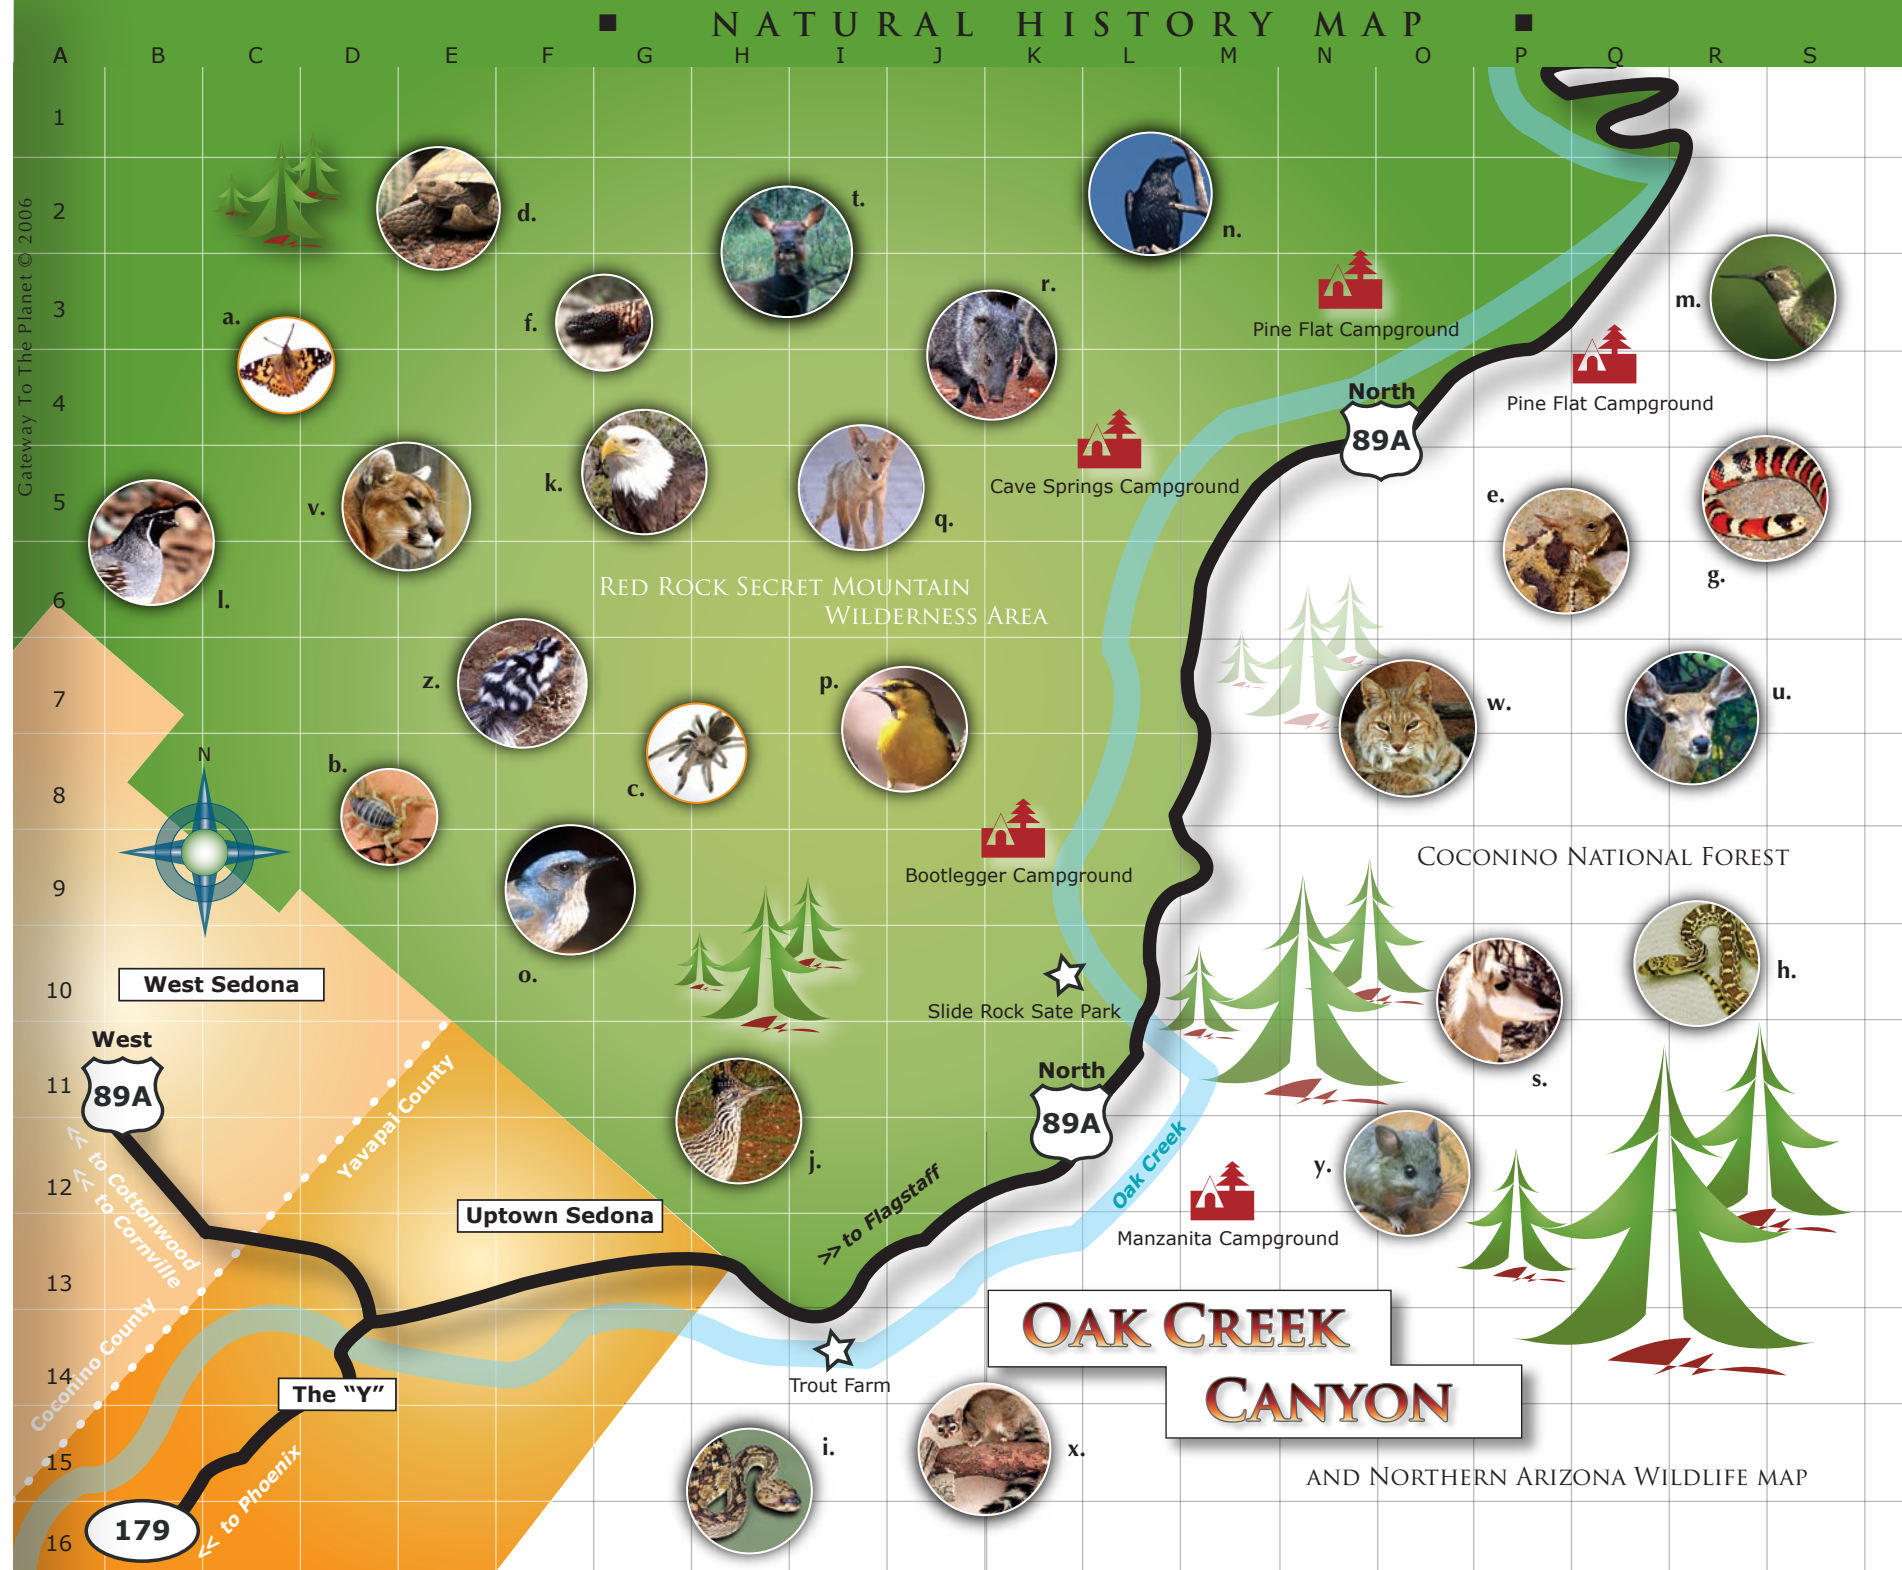 NATURAL HISTORY MAP
A B C D E F G H I J K L M N O P Q R S
1
2
3
4
5
6
7
8
9
10
11
12
13
14
15
16
Gateway To The Planet © 2006
d.
t.
n.
a.
f.
r.
m.
Pine Flat Campground
Pine Flat Campground
North
89A
l.
v.
k.
q.
Cave Springs Campground
e.
g.
RED ROCK SECRET MOUNTAIN
WILDERNESS AREA
z.
p.
w.
u.
N
b.
c.
o.
Bootlegger Campground
COCONINO NATIONAL FOREST
West Sedona
Slide Rock Sate Park
s.
h.
West
89A
Yavapai County
Coconino County
<< to Cottonwood
<< to Cornville
North
89A
j.
>> to Flagstaff
Oak Creek
Uptown Sedona
Manzanita Campground
y.
The “Y”
Trout Farm
OAK CREEK
CANYON
AND NORTHERN ARIZONA WILDLIFE MAP
i.
x.
179
<< to Phoenix